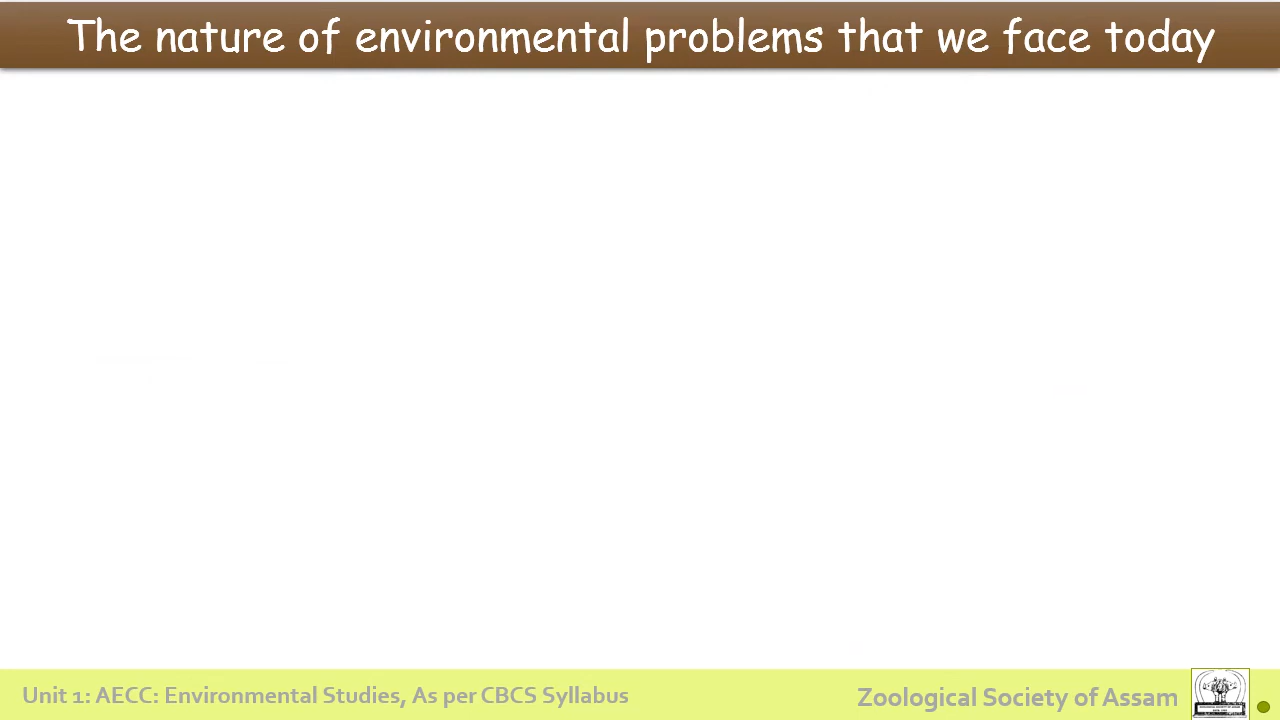 The nature of environmental problems that we face today
Unit 1: AECC: Environmental Studies, As per CBCS Syllabus
Zoological Society of Assam